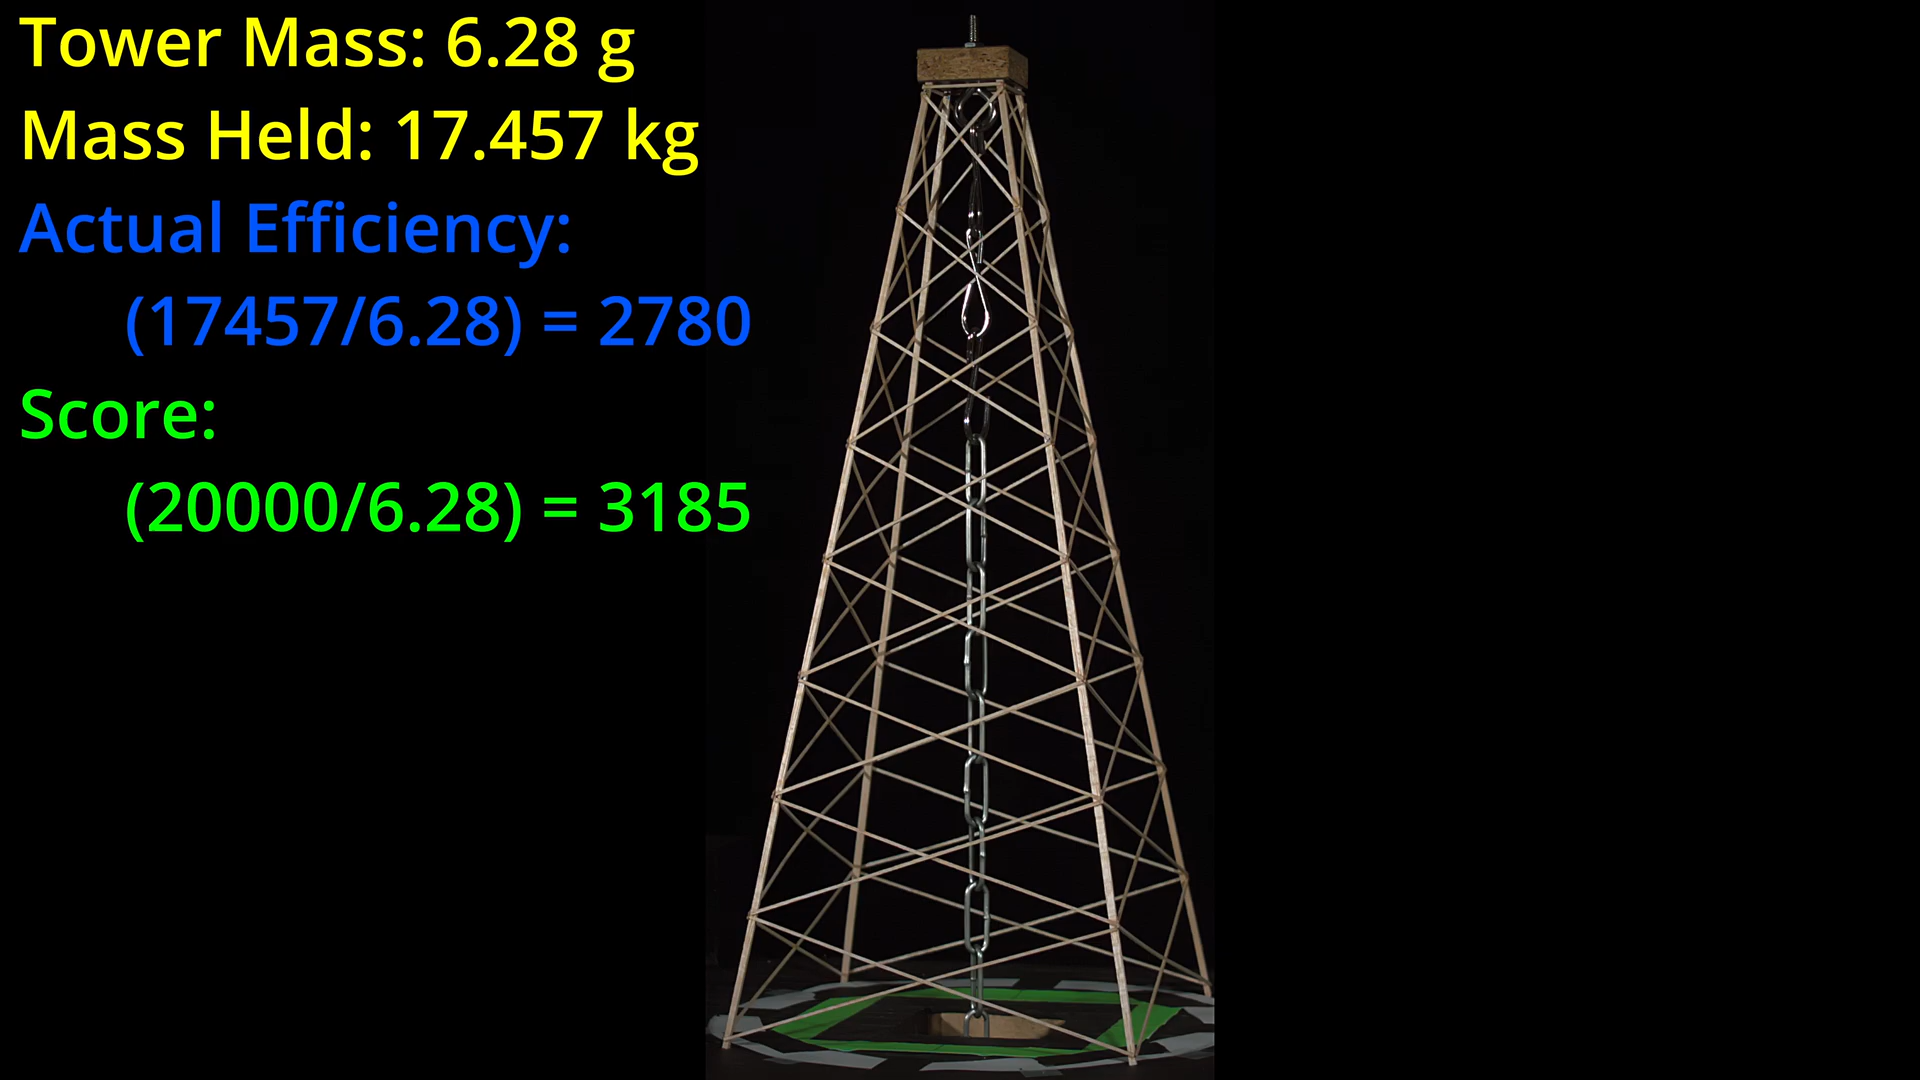 Tower Mass: 6.28 g
Mass Held: 17.457 kg
Actual Efficiency:
(17457/6.28) = 2780
Score:
(20000/6.28) = 3185